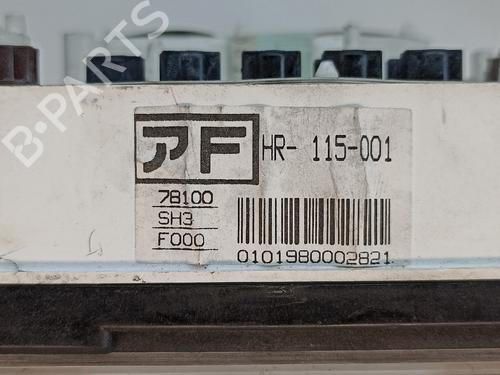 B-PARTS
アF HR- 115-001
78100
SH3
F000
0101980002821